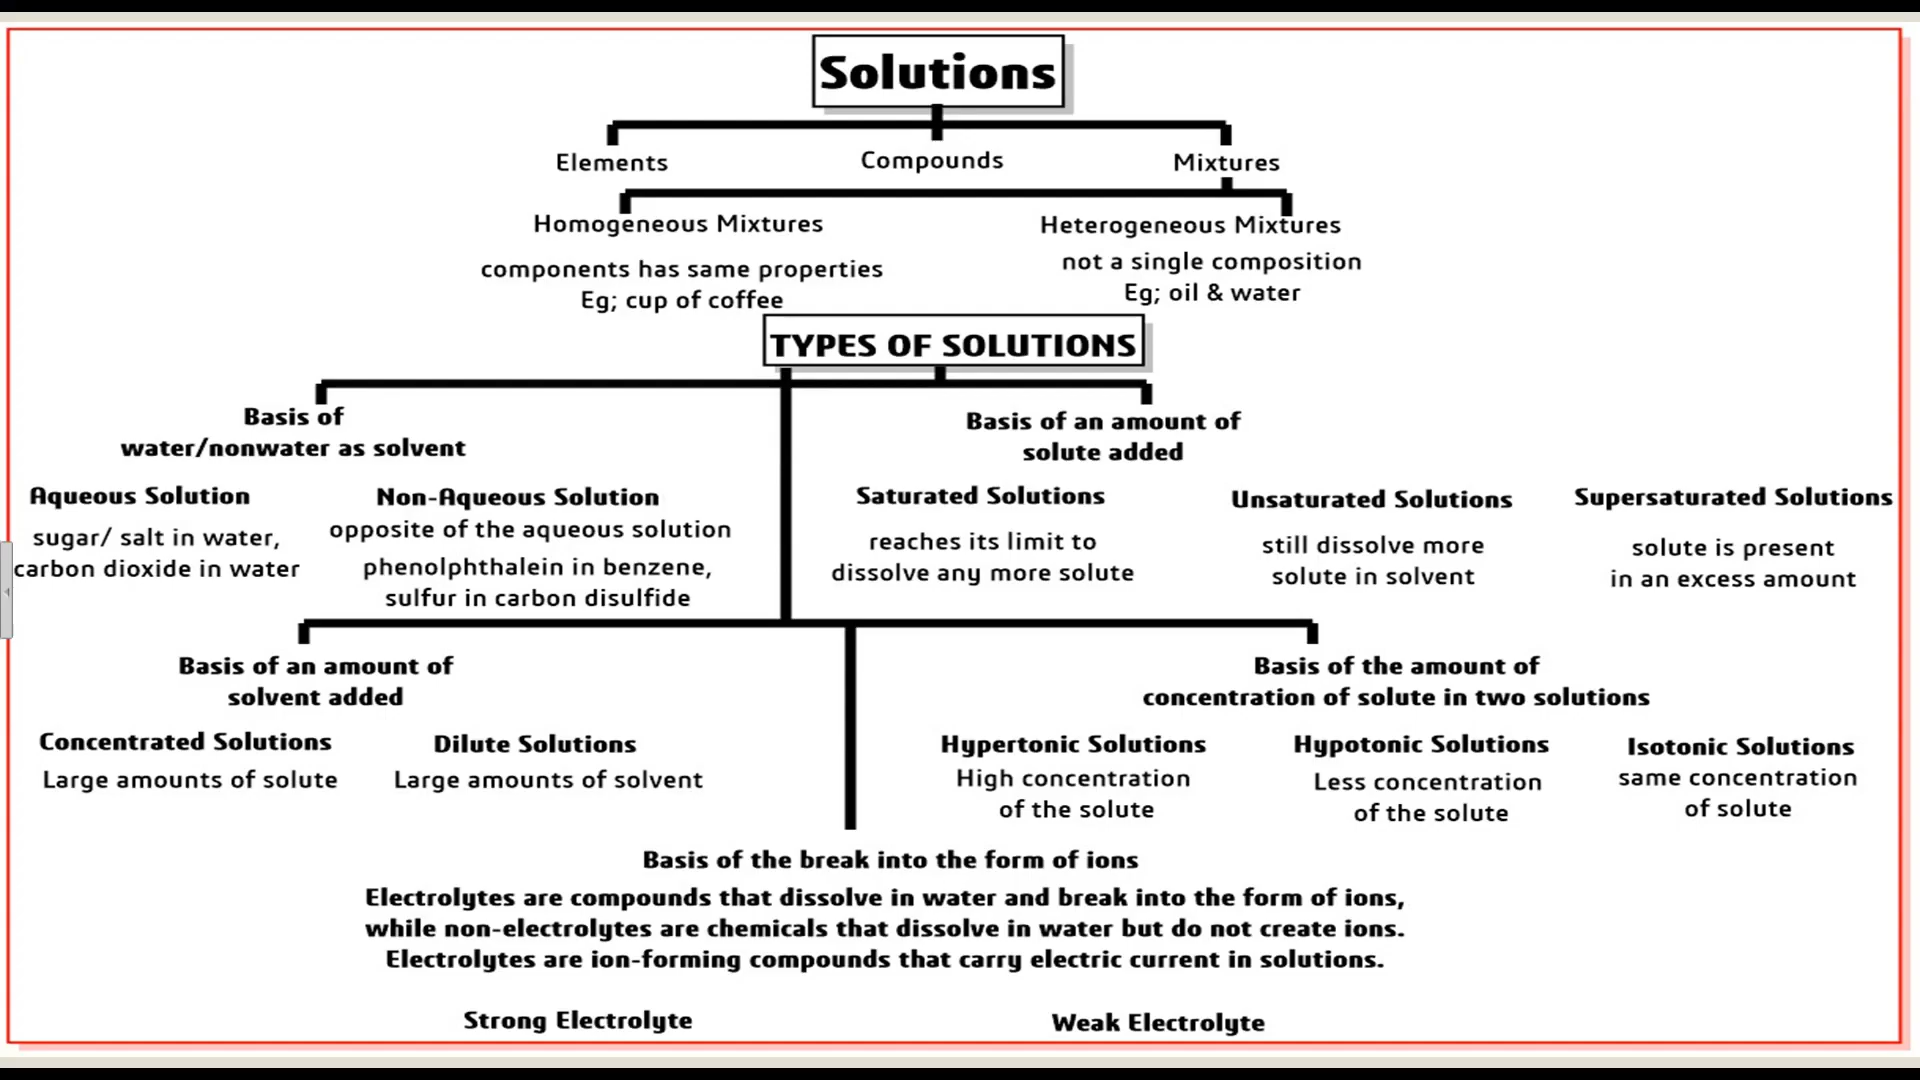 Solutions
Elements
Compounds
Mixtures
Homogeneous Mixtures
components has same properties
Eg; cup of coffee
Heterogeneous Mixtures
not a single composition
Eg; oil & water
TYPES OF SOLUTIONS
Basis of
water/nonwater as solvent
Aqueous Solution
sugar/ salt in water,
carbon dioxide in water
Non-Aqueous Solution
opposite of the aqueous solution
phenolphthalein in benzene,
sulfur in carbon disulfide
Basis of an amount of
solute added
Saturated Solutions
reaches its limit to
dissolve any more solute
Unsaturated Solutions
still dissolve more
solute in solvent
Supersaturated Solutions
solute is present
in an excess amount
Basis of an amount of
solvent added
Concentrated Solutions
Large amounts of solute
Dilute Solutions
Large amounts of solvent
Basis of the amount of
concentration of solute in two solutions
Hypertonic Solutions
High concentration
of the solute
Hypotonic Solutions
Less concentration
of the solute
Isotonic Solutions
same concentration
of solute
Basis of the break into the form of ions
Electrolytes are compounds that dissolve in water and break into the form of ions,
while non-electrolytes are chemicals that dissolve in water but do not create ions.
Electrolytes are ion-forming compounds that carry electric current in solutions.
Strong Electrolyte
Weak Electrolyte